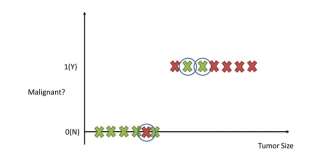 1(Y)
Malignant?
0(N)
Tumor Size